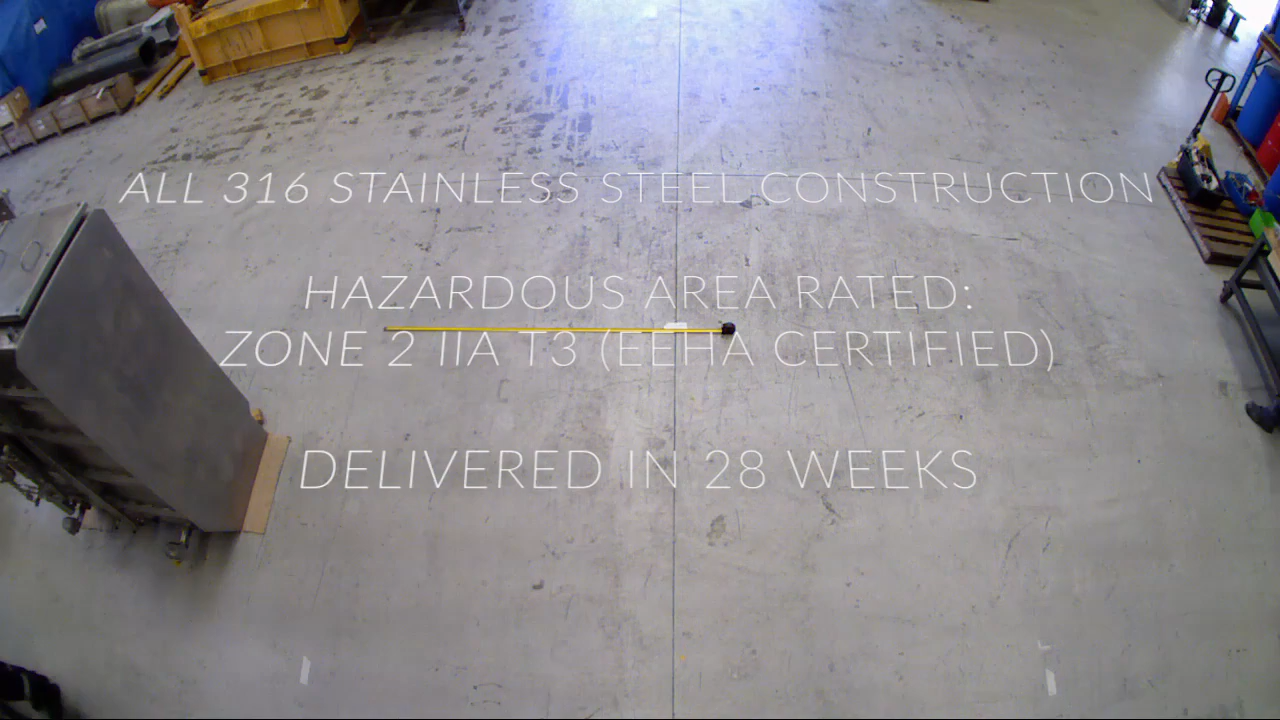 ALL 316 STAINLESS STEEL CONSTRUCTION
HAZARDOUS AREA RATED:
ZONE 2 IIA T3 (EEHA CERTIFIED)
DELIVERED IN 28 WEEKS